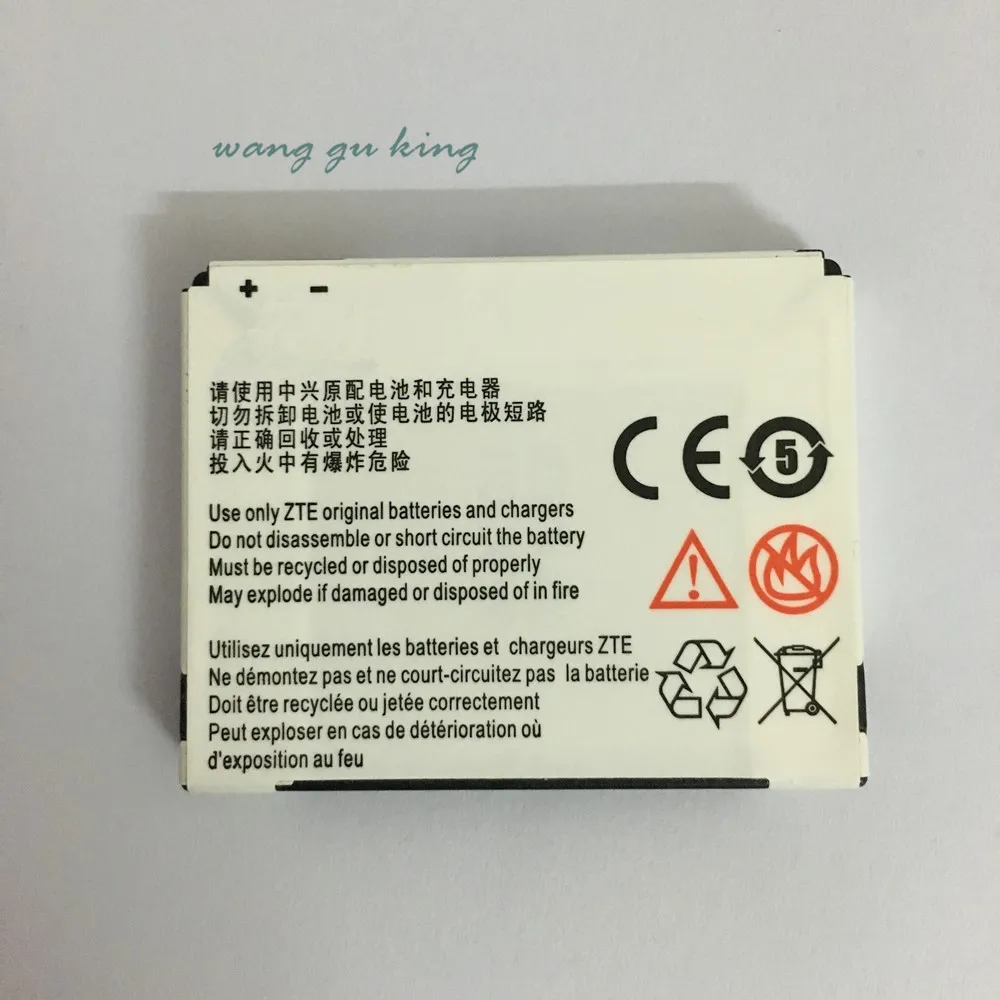 wang gu king
+ -
请使用中兴原配电池和充电器
切勿拆卸电池或使电池的电极短路
请正确回收或处理
投入火中有爆炸危险
CE 5
Use only ZTE original batteries and chargers
Do not disassemble or short circuit the battery
Must be recycled or disposed of properly
May explode if damaged or disposed of in fire
Utilisez uniquement les batteries et chargeurs ZTE
Ne démontez pas et ne court-circuitez pas la batterie
Doit être recyclée ou jetée correctement
Peut exploser en cas de détérioration où
d'exposition au feu